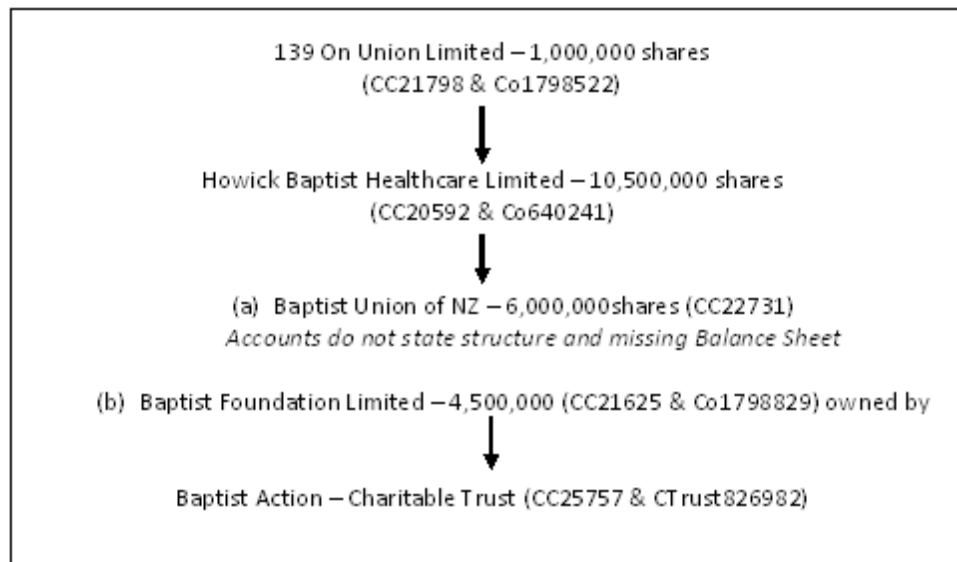 139 On Union Limited – 1,000,000 shares
(CC21798 & Co1798522)
Howick Baptist Healthcare Limited – 10,500,000 shares
(CC20592 & Co640241)
(a) Baptist Union of NZ – 6,000,000shares (CC22731)
Accounts do not state structure and missing Balance Sheet
(b) Baptist Foundation Limited – 4,500,000 (CC21625 & Co1798829) owned by
Baptist Action – Charitable Trust (CC25757 & CTrust826982)